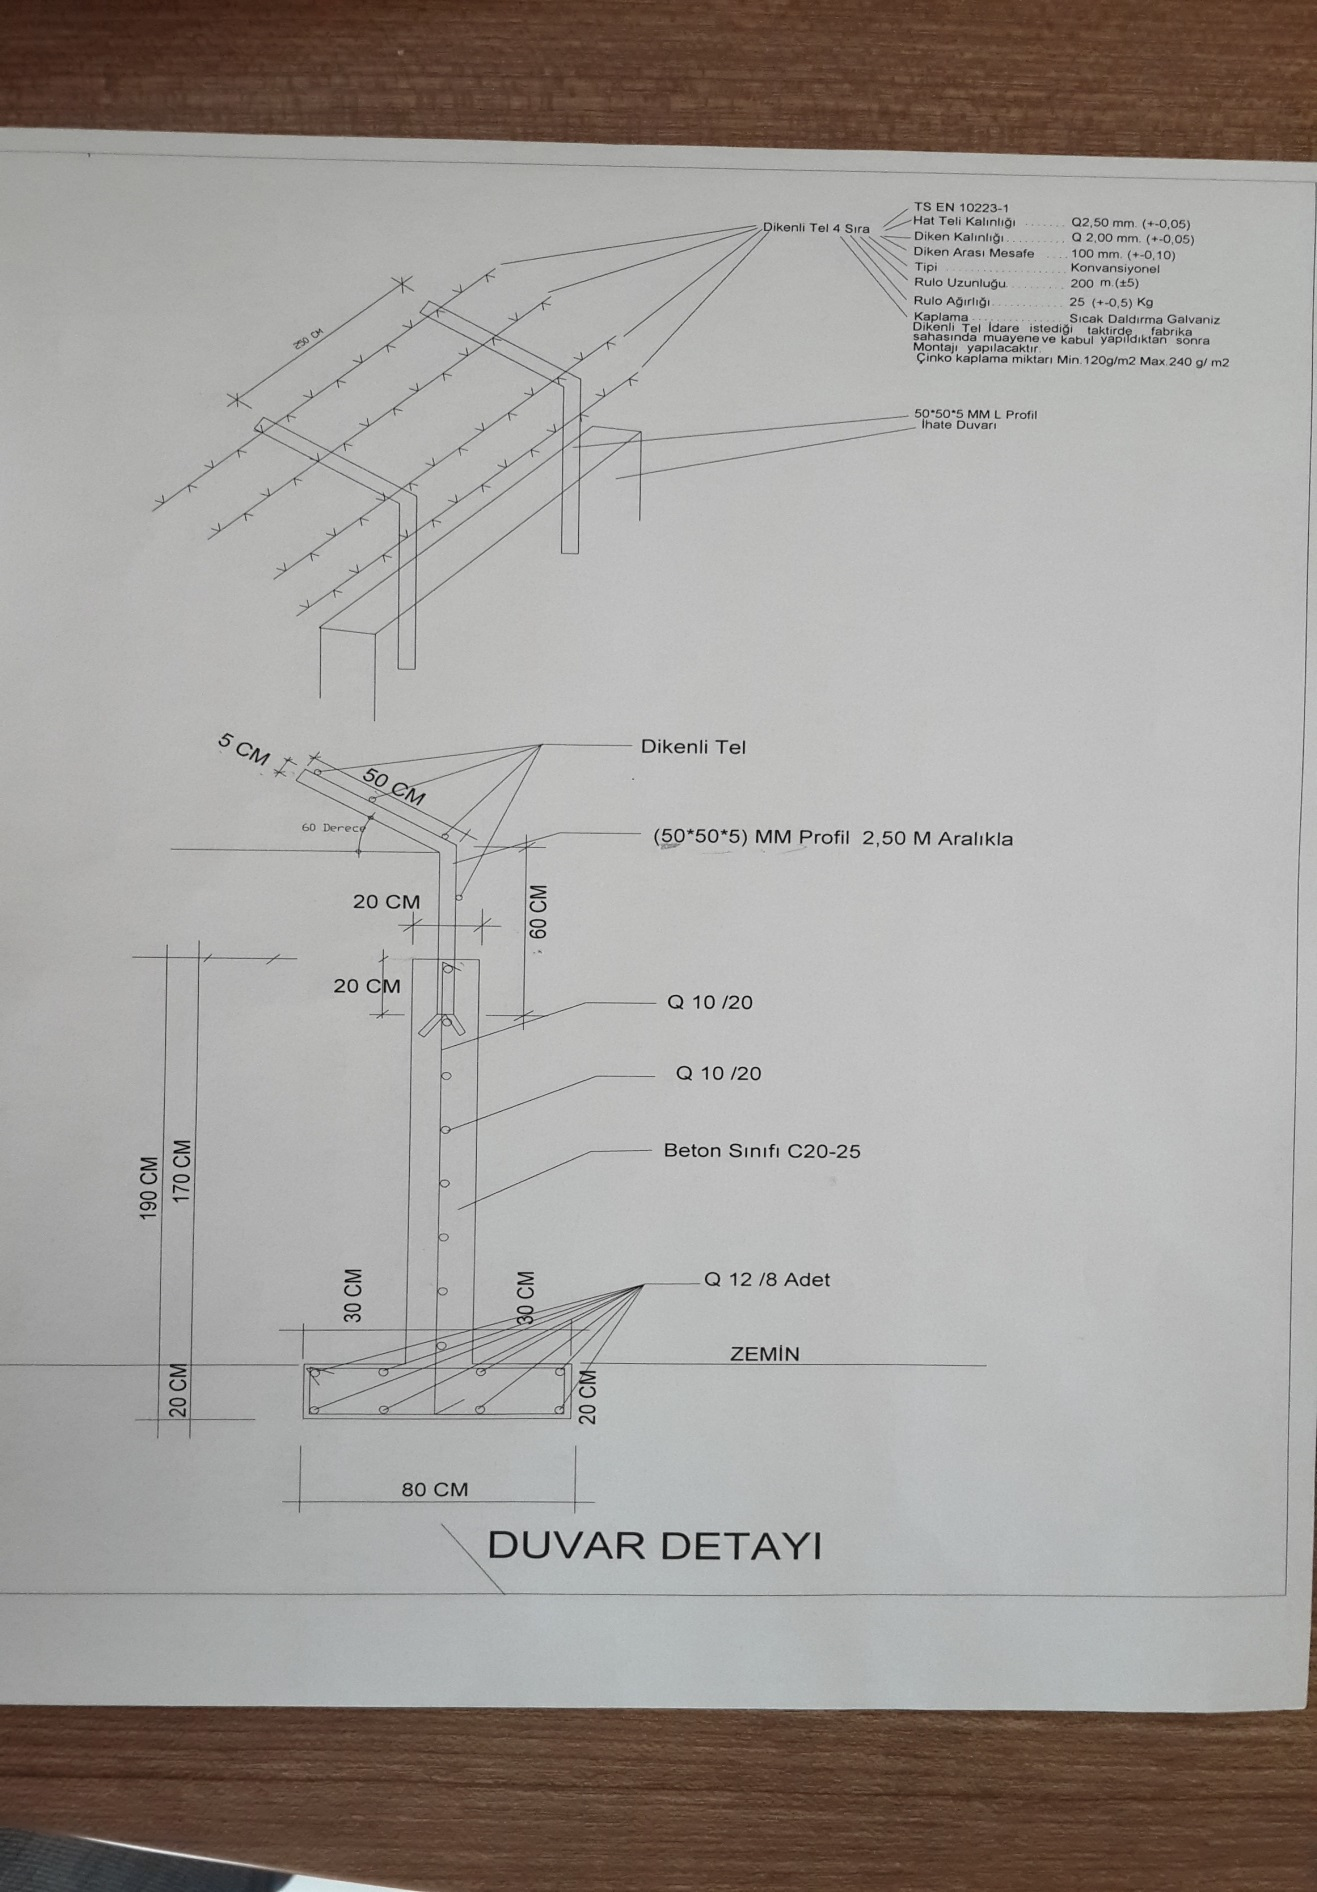 TS EN 10223-1
Dikenli Tel 4 Sıra
Hat Teli Kalınlığı ....... Q2,50 mm. (+-0,05)
Diken Kalınlığı ........... Q 2,00 mm. (+-0,05)
Diken Arası Mesafe .... 100 mm. (+-0,10)
Tipi ........................ Konvansiyonel
Rulo Uzunluğu ........... 200 m.(±5)
Rulo Ağırlığı ............. 25 (+-0,5) Kg
Kaplama .................. Sıcak Daldırma Galvaniz
Dikenli Tel İdare istediği taktirde fabrika
sahasında muayene ve kabul yapıldıktan sonra
Montajı yapılacaktır.
Çinko kaplama miktarı Min.120g/m2 Max.240 g/ m2
250 CM
50*50*5 MM L Profil
İhate Duvarı
5 CM
50 CM
Dikenli Tel
60 Derece
(50*50*5) MM Profil 2,50 M Aralıkla
20 CM
60 CM
20 CM
Q 10 /20
Q 10 /20
Beton Sınıfı C20-25
190 CM
170 CM
30 CM
30 CM
Q 12 /8 Adet
ZEMİN
20 CM
20 CM
80 CM
DUVAR DETAYI